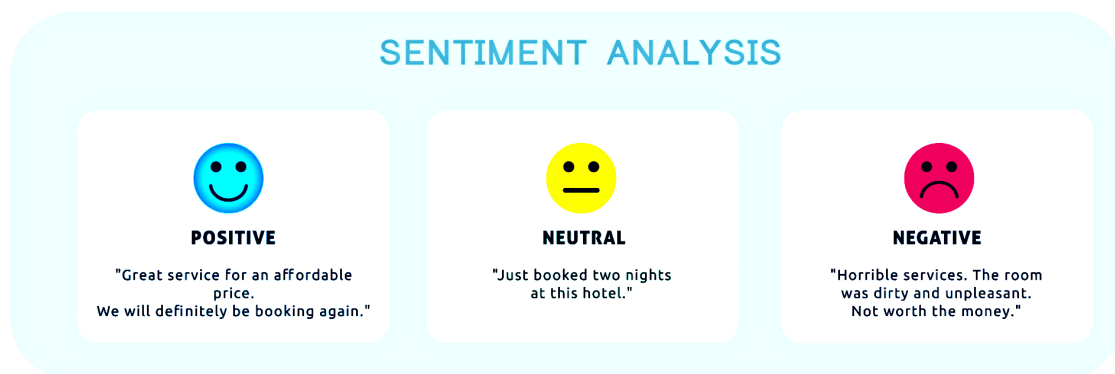 SENTIMENT ANALYSIS
POSITIVE
"Great service for an affordable
price.
We will definitely be booking again."
NEUTRAL
"Just booked two nights
at this hotel."
NEGATIVE
"Horrible services. The room
was dirty and unpleasant.
Not worth the money."